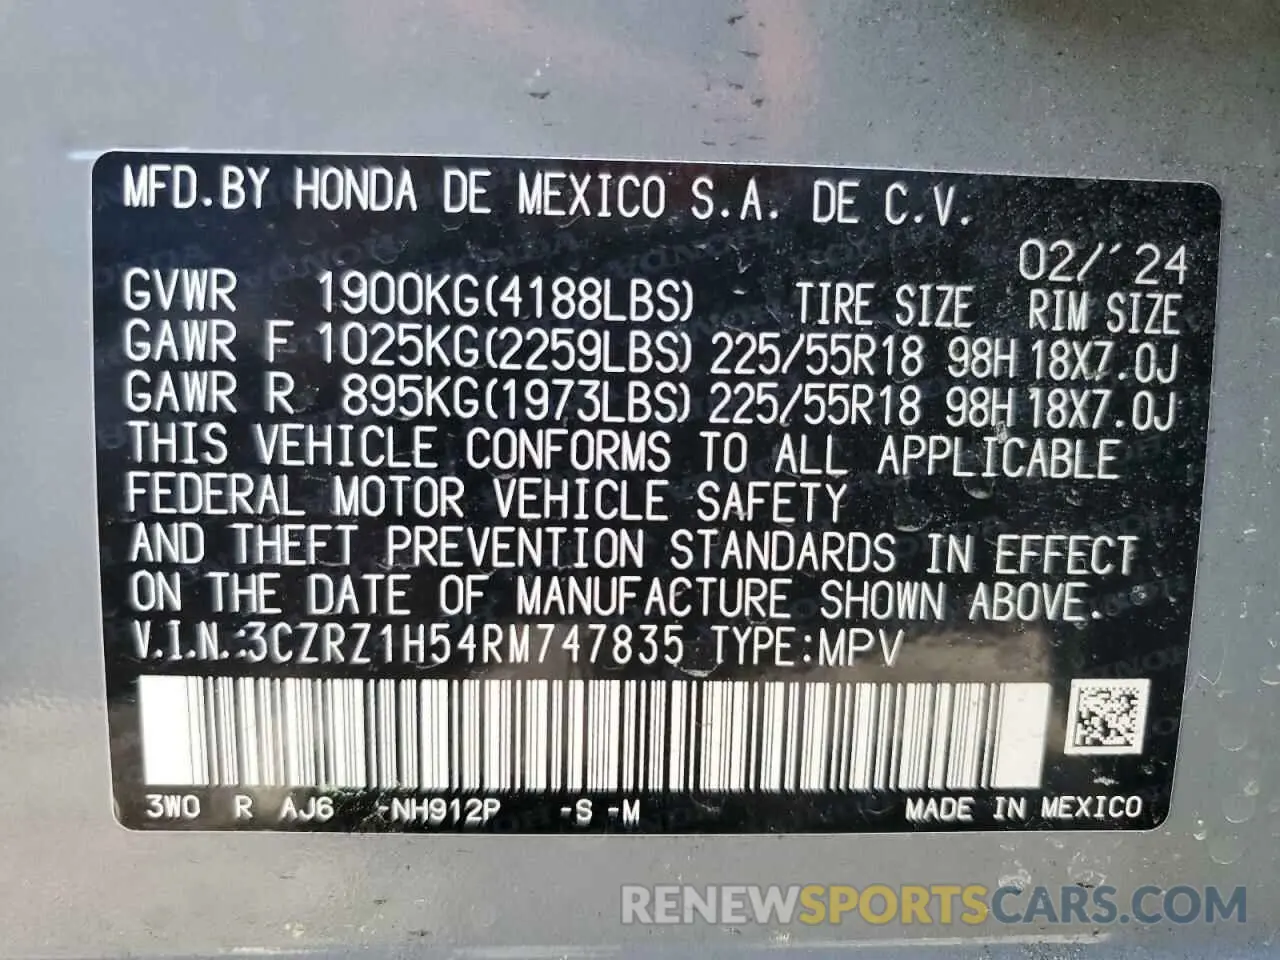 MFD.BY HONDA DE MEXICO S.A. DE C.V.
02/'24
GVWR 1900KG(4188LBS) TIRE SIZE RIM SIZE
GAWR F 1025KG(2259LBS) 225/55R18 98H 18X7.0J
GAWR R 895KG(1973LBS) 225/55R18 98H 18X7.0J
THIS VEHICLE CONFORMS TO ALL APPLICABLE
FEDERAL MOTOR VEHICLE SAFETY
AND THEFT PREVENTION STANDARDS IN EFFECT
ON THE DATE OF MANUFACTURE SHOWN ABOVE.
V.I.N.:3CZRZ1H54RM747835 TYPE:MPV
3W0 R AJ6 -NH912P -S -M MADE IN MEXICO
RENEWSPORTSCARS.COM